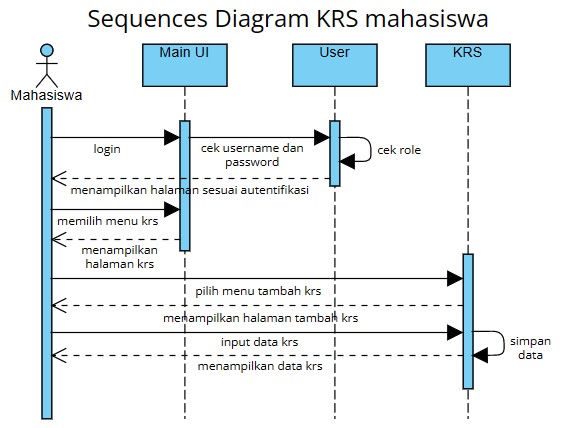 Sequences Diagram KRS mahasiswa
Main UI
User
KRS
Mahasiswa
login
cek username dan
password
cek role
menampilkan halaman sesuai autentifikasi
memilih menu krs
menampilkan
halaman krs
pilih menu tambah krs
menampilkan halaman tambah krs
input data krs
simpan
data
menampilkan data krs